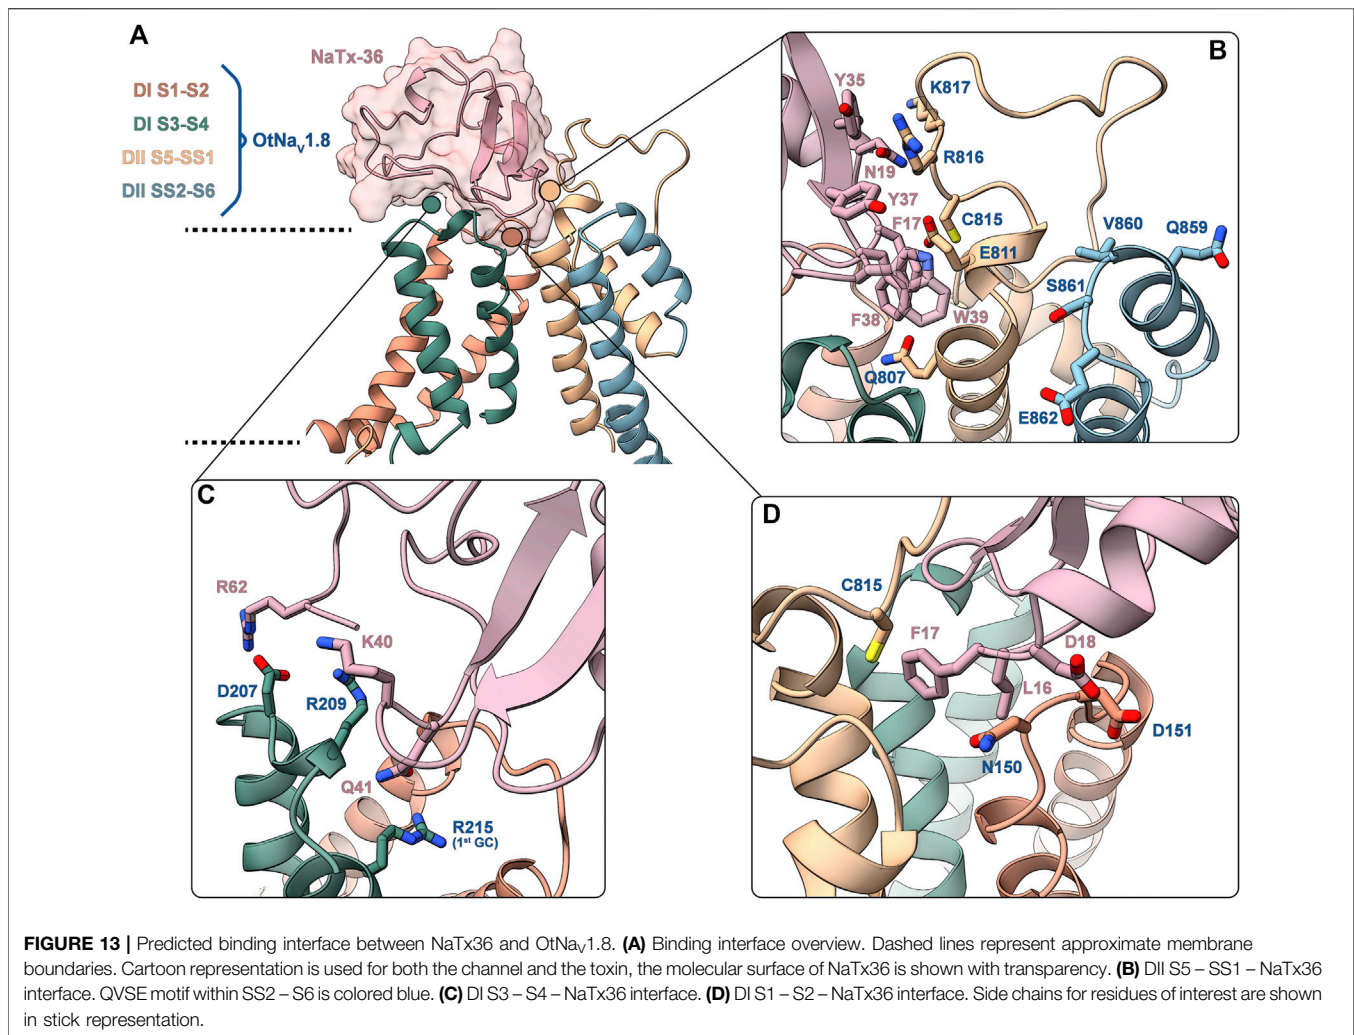 A
NaTx-36
DI S1-S2
DI S3-S4
DII S5-SS1
DII SS2-S6
OtNaV1.8
B
Y35
K817
R816
N19
Y37
F17
C815
E811
V860
Q859
S861
F38
W39
Q807
E862
C
R62
K40
D207
R209
Q41
R215
(1st GC)
D
C815
F17
D18
L16
N150
D151
FIGURE 13 | Predicted binding interface between NaTx36 and OtNaV1.8. (A) Binding interface overview. Dashed lines represent approximate membrane
boundaries. Cartoon representation is used for both the channel and the toxin, the molecular surface of NaTx36 is shown with transparency. (B) DII S5 – SS1 – NaTx36
interface. QVSE motif within SS2 – S6 is colored blue. (C) DI S3 – S4 – NaTx36 interface. (D) DI S1 – S2 – NaTx36 interface. Side chains for residues of interest are shown
in stick representation.